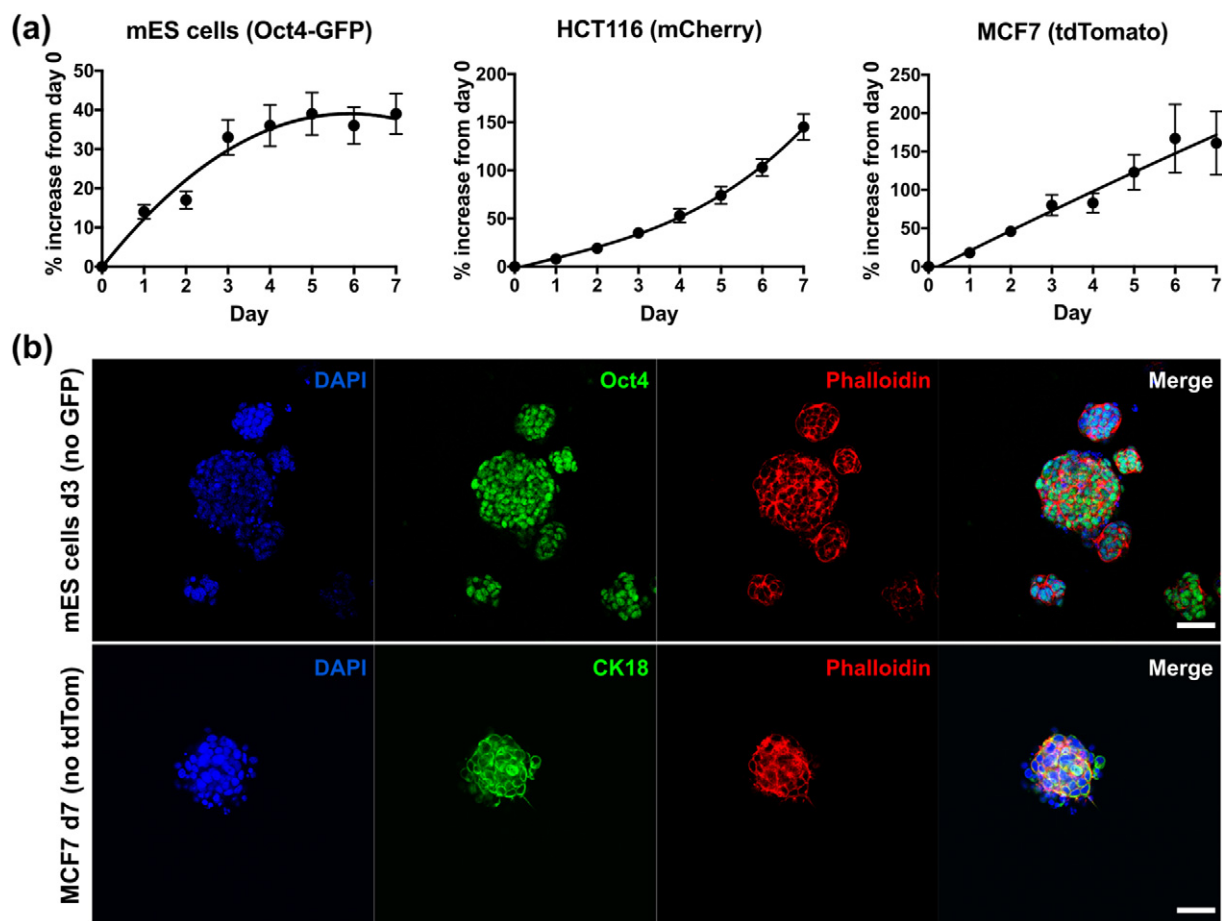 (a)
mES cells (Oct4-GFP)
HCT116 (mCherry)
MCF7 (tdTomato)
% increase from day 0
50
40
30
20
10
0
0 1 2 3 4 5 6 7
Day
% increase from day 0
200
150
100
50
0
0 1 2 3 4 5 6 7
Day
% increase from day 0
250
200
150
100
50
0
0 1 2 3 4 5 6 7
Day
(b)
mES cells d3 (no GFP)
DAPI
Oct4
Phalloidin
Merge
MCF7 d7 (no tdTom)
DAPI
CK18
Phalloidin
Merge